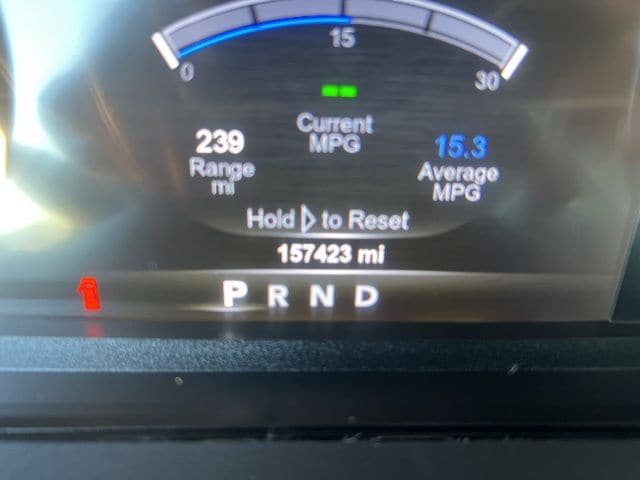 15
0
30
-- 
Current
MPG
239
Range
mi
15.3
Average
MPG
Hold ▷ to Reset
157423 mi
P R N D